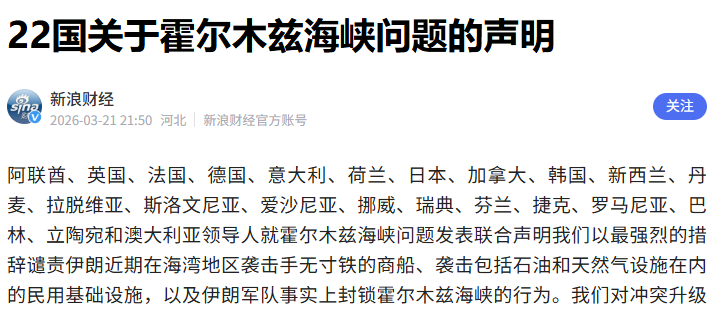 22国关于霍尔木兹海峡问题的声明
sina
新浪财经
2026-03-21 21:50 河北 新浪财经官方账号
关注
阿联酋、英国、法国、德国、意大利、荷兰、日本、加拿大、韩国、新西兰、丹
麦、拉脱维亚、斯洛文尼亚、爱沙尼亚、挪威、瑞典、芬兰、捷克、罗马尼亚、巴
林、立陶宛和澳大利亚领导人就霍尔木兹海峡问题发表联合声明我们以最强烈的措
辞谴责伊朗近期在海湾地区袭击手无寸铁的商船、袭击包括石油和天然气设施在内
的民用基础设施，以及伊朗军队事实上封锁霍尔木兹海峡的行为。我们对冲突升级